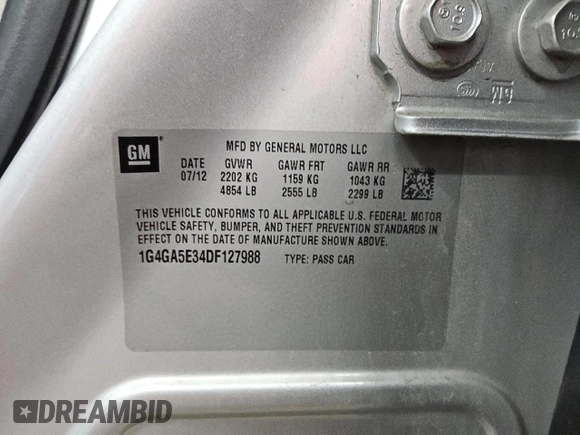 GM
MFD BY GENERAL MOTORS LLC
DATE GVWR GAWR FRT GAWR RR
07/12 2202 KG 1159 KG 1043 KG
4854 LB 2555 LB 2299 LB
THIS VEHICLE CONFORMS TO ALL APPLICABLE U.S. FEDERAL MOTOR
VEHICLE SAFETY, BUMPER, AND THEFT PREVENTION STANDARDS IN
EFFECT ON THE DATE OF MANUFACTURE SHOWN ABOVE.
1G4GA5E34DF127988 TYPE: PASS CAR
DREAMBID